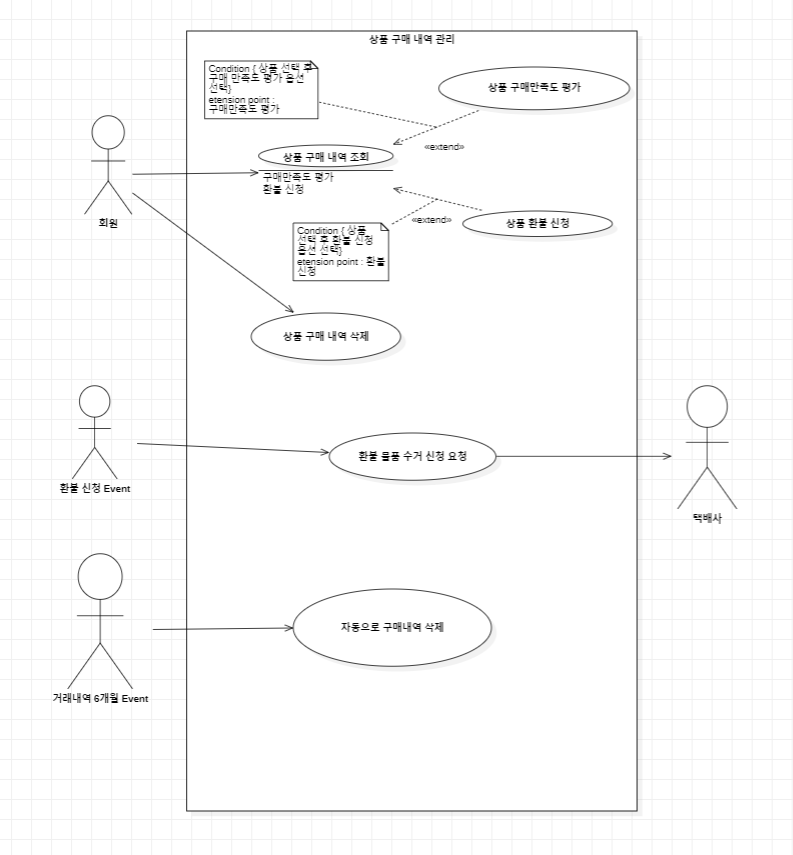 상품 구매 내역 관리
Condition { 상품 선택 후
구매 만족도 평가 옵션
선택}
etension point :
구매만족도 평가
상품 구매만족도 평가
«extend»
상품 구매 내역 조회
구매만족도 평가
환불 신청
회원
«extend»
상품 환불 신청
Condition { 상품
선택 후 환불 신청
옵션 선택}
etension point : 환불
신청
상품 구매 내역 삭제
환불 신청 Event
환불 물품 수거 신청 요청
택배사
자동으로 구매내역 삭제
거래내역 6개월 Event